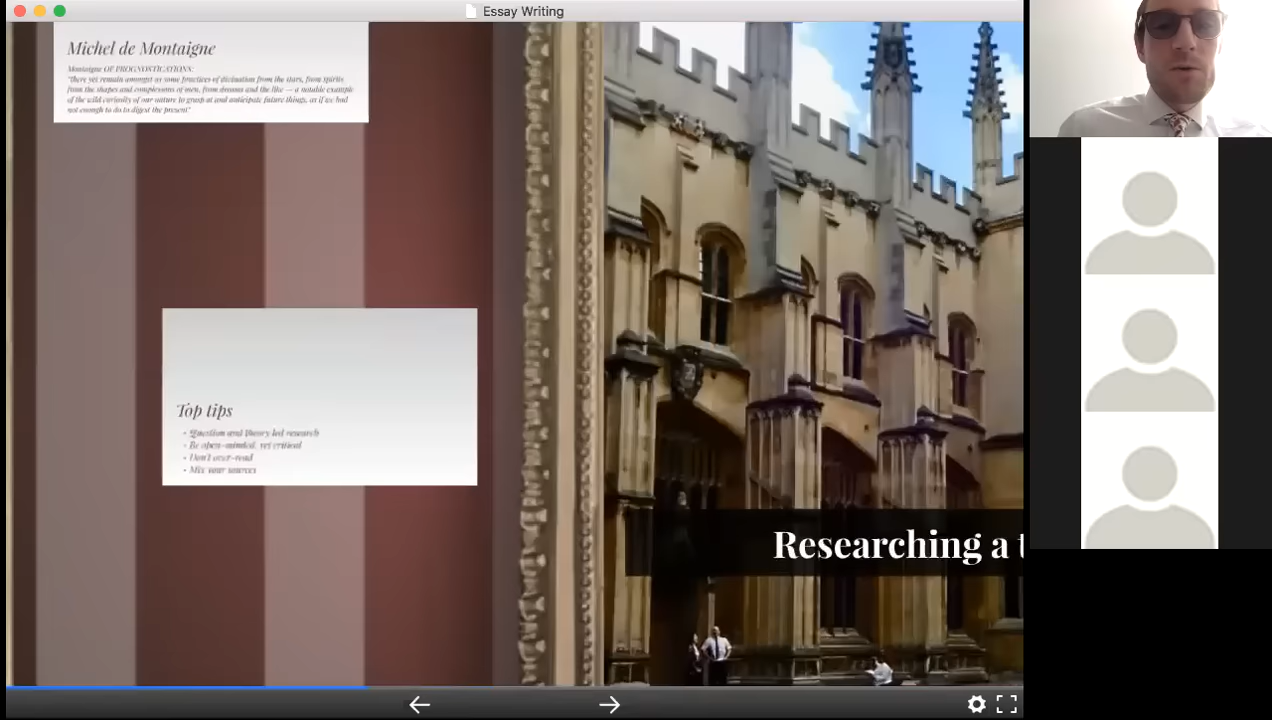 Essay Writing
Michel de Montaigne
Montaigne OF PROGNOSTICATIONS:
"there yet remain amongst us some practices of divination from the stars, from spirits
from the shapes and complexions of men, from dreams and the like — a notable example
of the wild curiosity of our nature to grasp at and anticipate future things, as if we had
not enough to do to digest the present"
Top tips
• Question and theory led research
• Be open-minded, yet critical
• Don't over-read
• Mix your sources
Researching a t